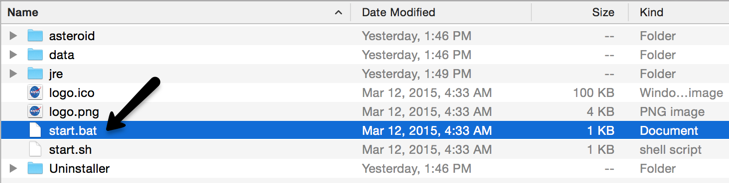 Name Date Modified Size Kind
asteroid Yesterday, 1:46 PM -- Folder
data Yesterday, 1:46 PM -- Folder
jre Yesterday, 1:49 PM -- Folder
logo.ico Mar 12, 2015, 4:33 AM 100 KB Windo...image
logo.png Mar 12, 2015, 4:33 AM 4 KB PNG image
start.bat Mar 12, 2015, 4:33 AM 1 KB Document
start.sh Mar 12, 2015, 4:33 AM 1 KB shell script
Uninstaller Yesterday, 1:46 PM -- Folder